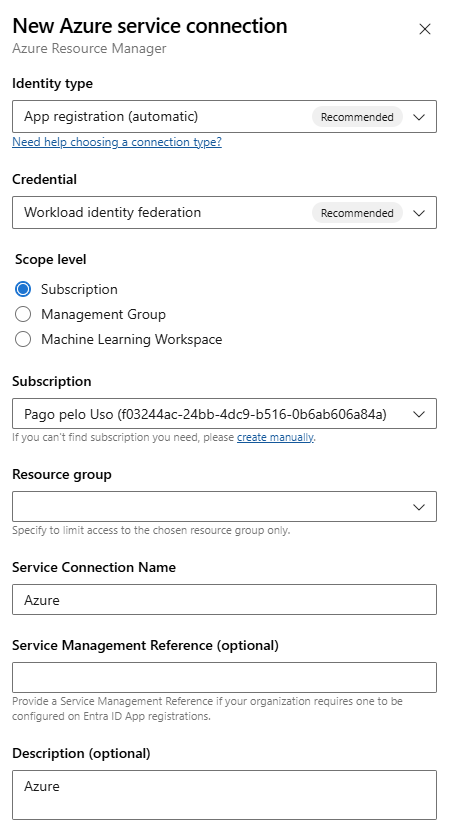 New Azure service connection
Azure Resource Manager
Identity type
App registration (automatic) Recommended
Need help choosing a connection type?
Credential
Workload identity federation Recommended
Scope level
Subscription
Management Group
Machine Learning Workspace
Subscription
Pago pelo Uso (f03244ac-24bb-4dc9-b516-0b6ab606a84a)
If you can't find subscription you need, please create manually.
Resource group
Specify to limit access to the chosen resource group only.
Service Connection Name
Azure
Service Management Reference (optional)
Provide a Service Management Reference if your organization requires one to be
configured on Entra ID App registrations.
Description (optional)
Azure